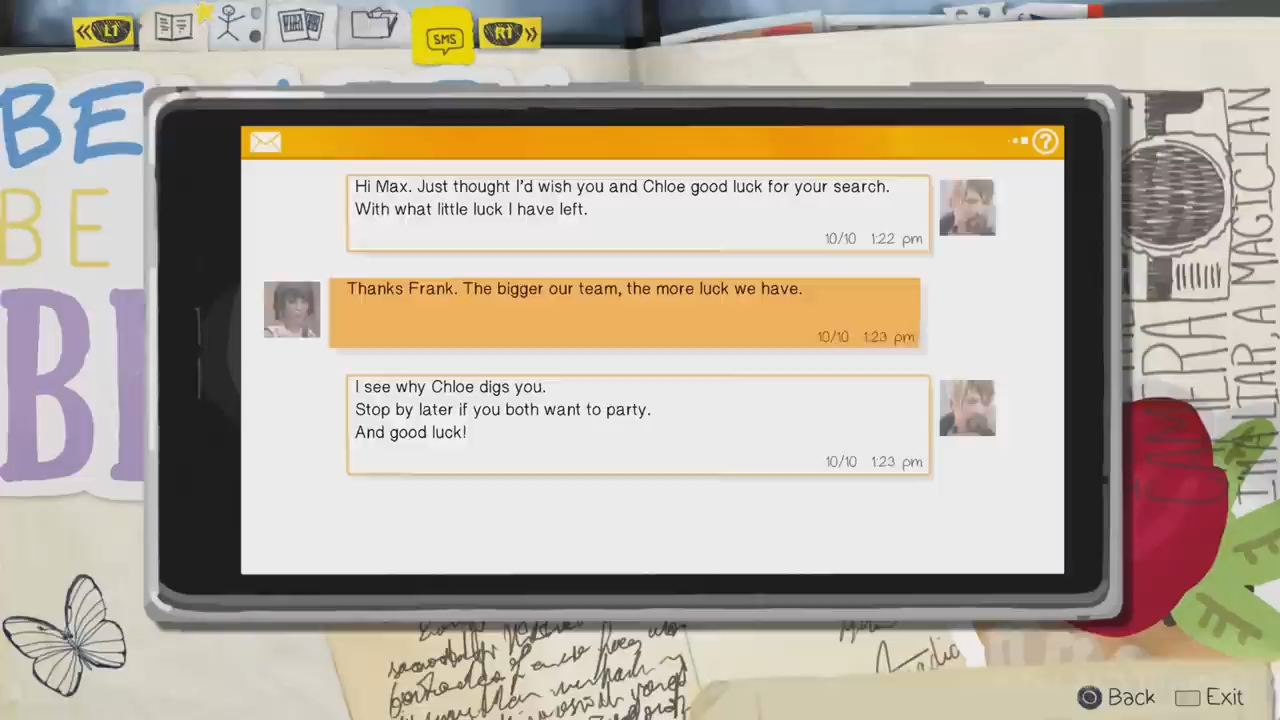 LT
SMS
RT
BE
BE
BE
Hi Max. Just thought I'd wish you and Chloe good luck for your search.
With what little luck I have left.
10/10 1:22 pm
Thanks Frank. The bigger our team, the more luck we have.
10/10 1:23 pm
I see why Chloe digs you.
Stop by later if you both want to party.
And good luck!
10/10 1:23 pm
A MAGICIAN
Back
Exit